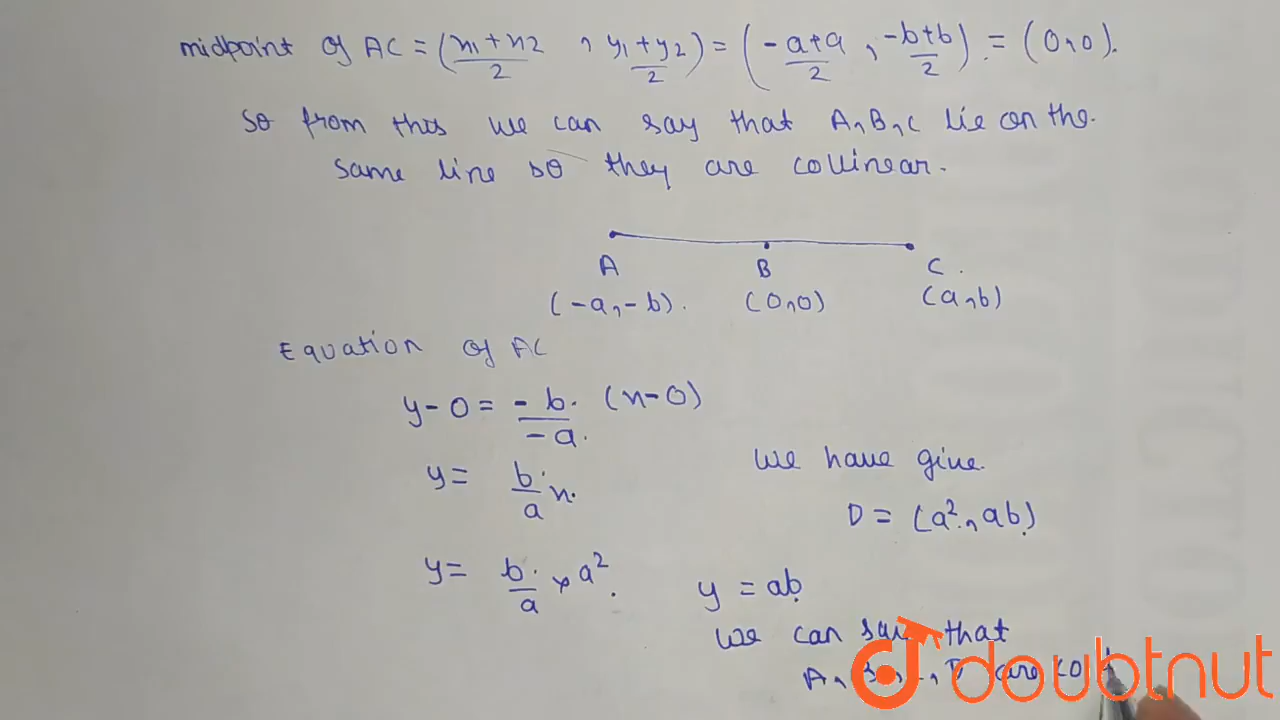 midpoint of AC = (x1+x2/2, y1+y2/2) = (-a+a/2, -b+b/2) = (0,0).
so from this we can say that A,B,C lie on the.
same line so they are collinear.
A B C.
(-a,-b). (0,0) (a,b)
Equation of AC
y-0 = -b./-a. (x-0)
y = b/a x.
we have give.
D = (a², ab)
y = b/a × a².
y = ab
we can say that
A, B, C, D are
doubtnut